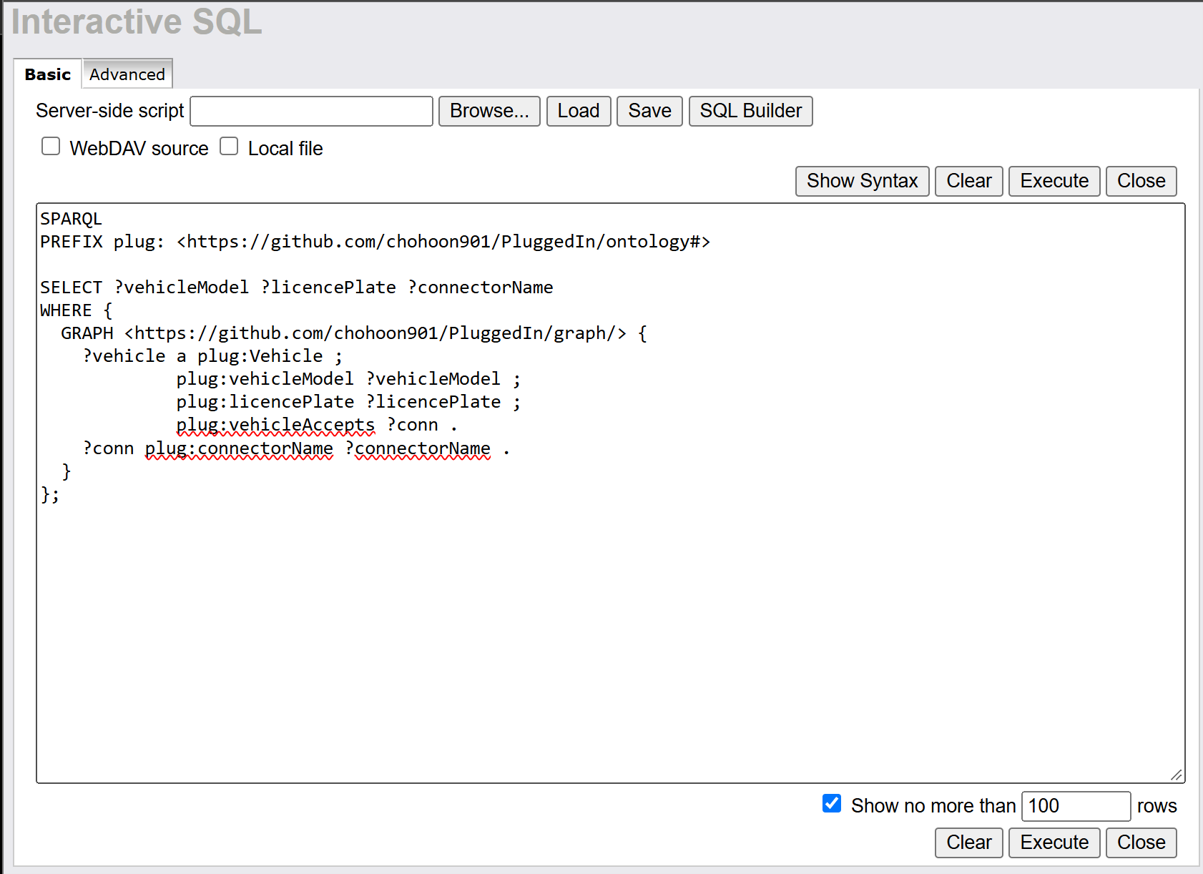 Interactive SQL
Basic Advanced
Server-side script Browse... Load Save SQL Builder
WebDAV source Local file
Show Syntax Clear Execute Close
SPARQL
PREFIX plug: <https://github.com/chohoon901/PluggedIn/ontology#>
SELECT ?vehicleModel ?licencePlate ?connectorName
WHERE {
GRAPH <https://github.com/chohoon901/PluggedIn/graph/> {
?vehicle a plug:Vehicle ;
plug:vehicleModel ?vehicleModel ;
plug:licencePlate ?licencePlate ;
plug:vehicleAccepts ?conn .
?conn plug:connectorName ?connectorName .
}
};
Show no more than 100 rows
Clear Execute Close